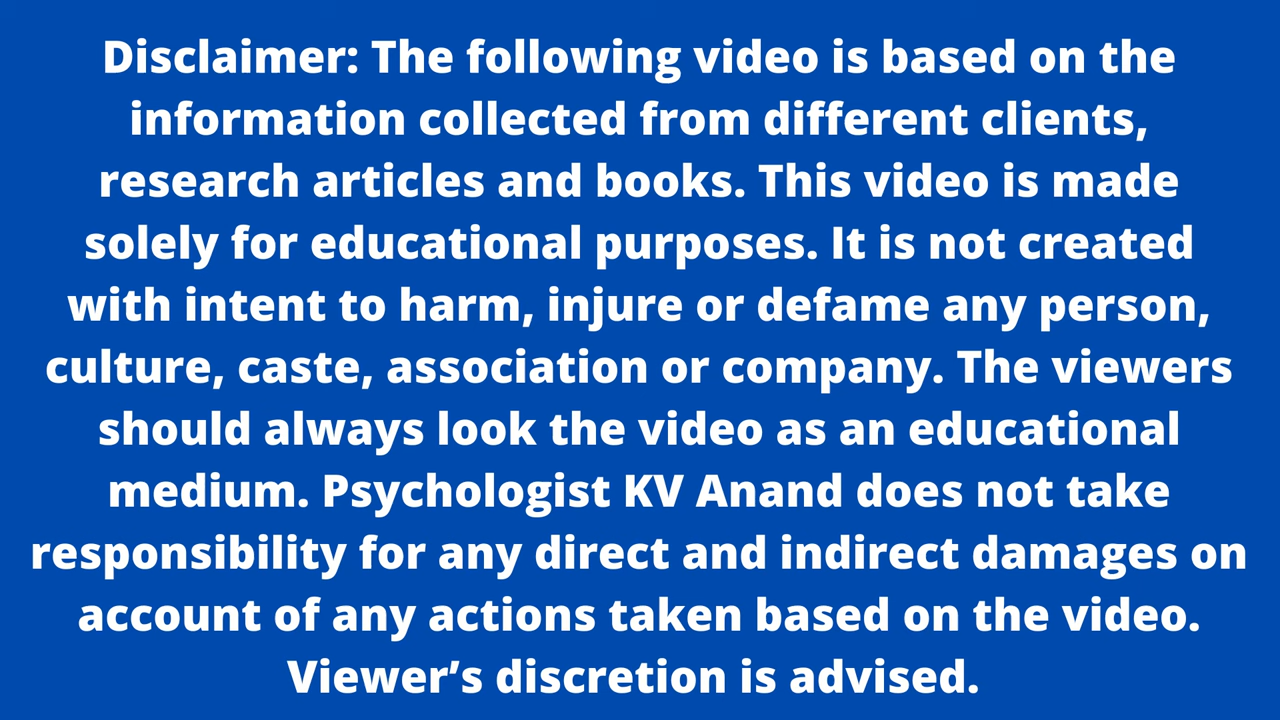 Disclaimer: The following video is based on the
information collected from different clients,
research articles and books. This video is made
solely for educational purposes. It is not created
with intent to harm, injure or defame any person,
culture, caste, association or company. The viewers
should always look the video as an educational
medium. Psychologist KV Anand does not take
responsibility for any direct and indirect damages on
account of any actions taken based on the video.
Viewer’s discretion is advised.